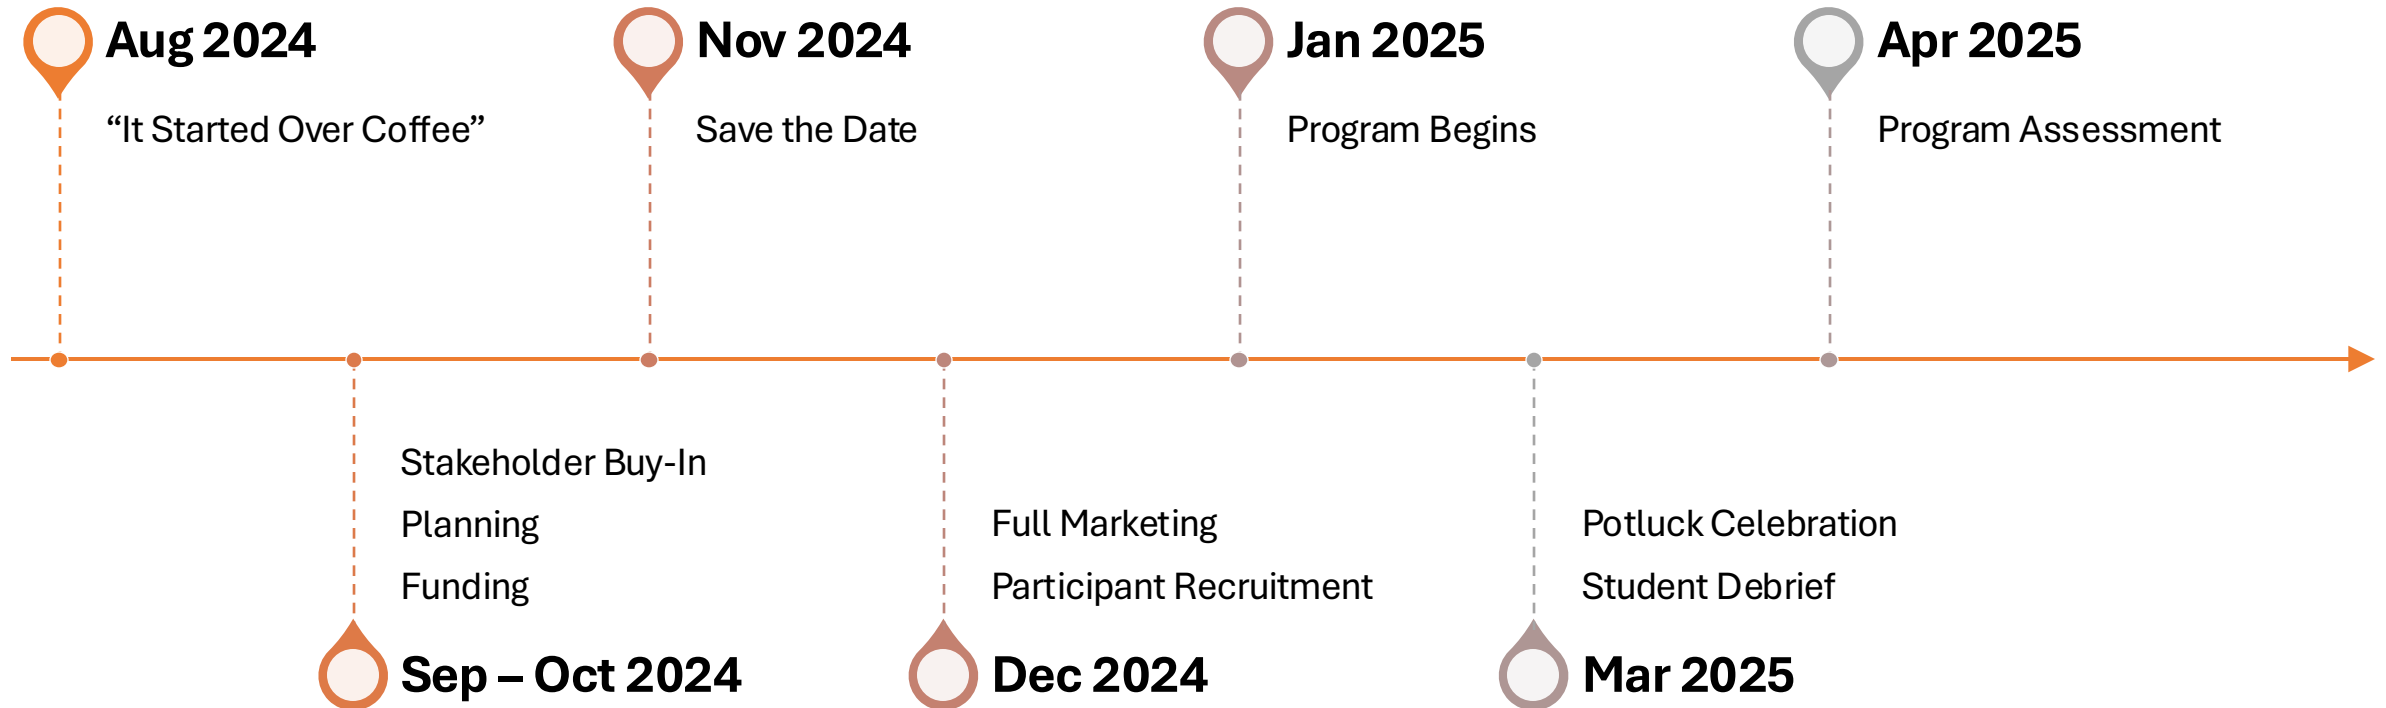 Aug 2024
“It Started Over Coffee”
Nov 2024
Save the Date
Jan 2025
Program Begins
Apr 2025
Program Assessment
Stakeholder Buy-In
Planning
Funding
Sep – Oct 2024
Full Marketing
Participant Recruitment
Dec 2024
Potluck Celebration
Student Debrief
Mar 2025